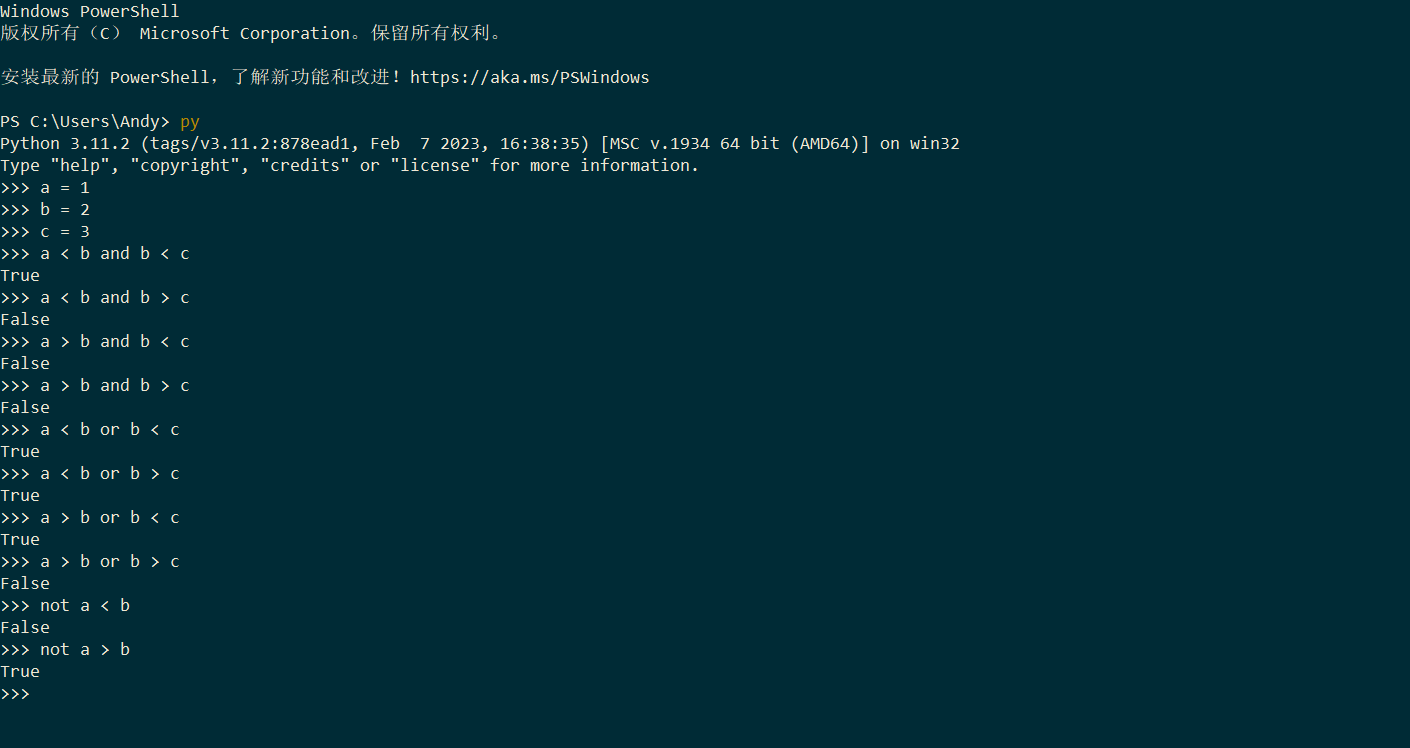 Windows PowerShell
版权所有（C） Microsoft Corporation。保留所有权利。
安装最新的 PowerShell，了解新功能和改进！https://aka.ms/PSWindows
PS C:\Users\Andy> py
Python 3.11.2 (tags/v3.11.2:878ead1, Feb  7 2023, 16:38:35) [MSC v.1934 64 bit (AMD64)] on win32
Type "help", "copyright", "credits" or "license" for more information.
>>> a = 1
>>> b = 2
>>> c = 3
>>> a < b and b < c
True
>>> a < b and b > c
False
>>> a > b and b < c
False
>>> a > b and b > c
False
>>> a < b or b < c
True
>>> a < b or b > c
True
>>> a > b or b < c
True
>>> a > b or b > c
False
>>> not a < b
False
>>> not a > b
True
>>>